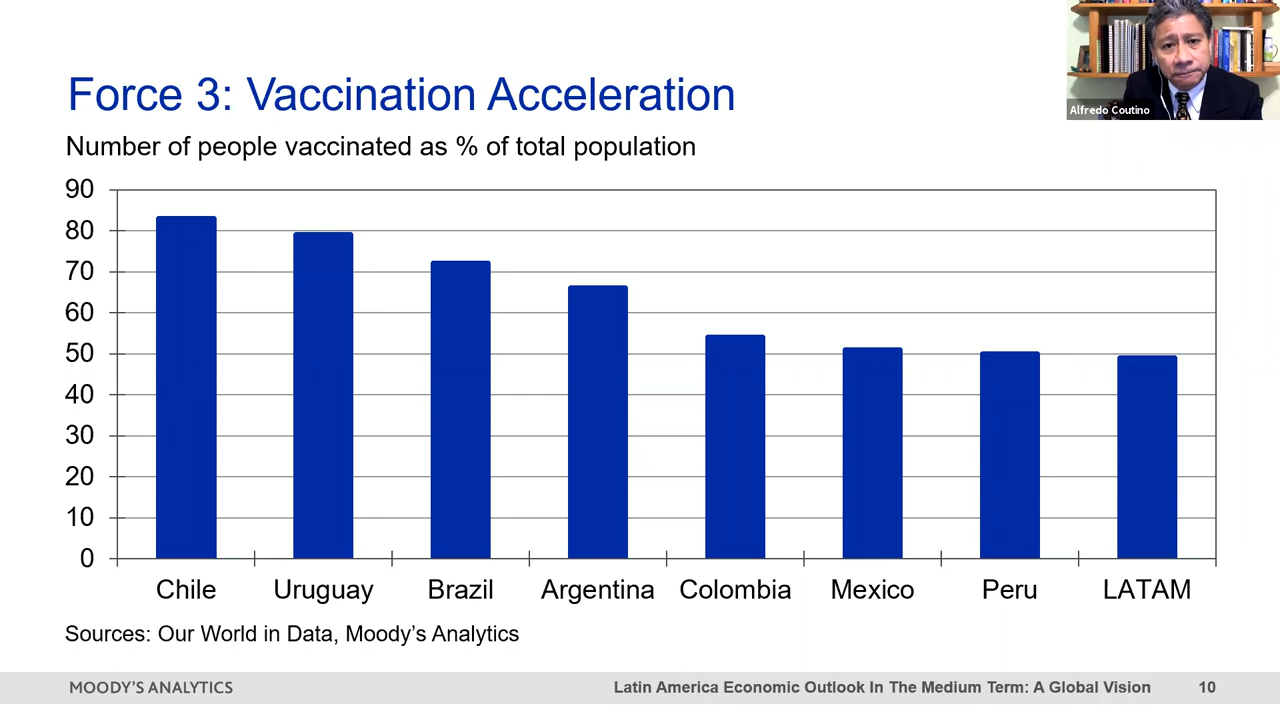 Force 3: Vaccination Acceleration
Alfredo Coutino
Number of people vaccinated as % of total population
90
80
70
60
50
40
30
20
10
0
Chile Uruguay Brazil Argentina Colombia Mexico Peru LATAM
Sources: Our World in Data, Moody’s Analytics
MOODY'S ANALYTICS Latin America Economic Outlook In The Medium Term: A Global Vision 10